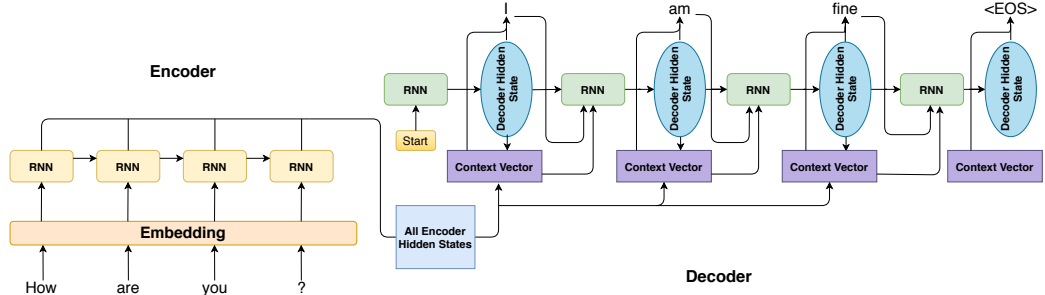 I am fine <EOS>
Encoder
RNN
Decoder Hidden State
RNN
Decoder Hidden State
RNN
Decoder Hidden State
RNN
Decoder Hidden State
Start
RNN RNN RNN RNN
Context Vector Context Vector Context Vector Context Vector
Embedding
All Encoder
Hidden States
Decoder
How are you ?